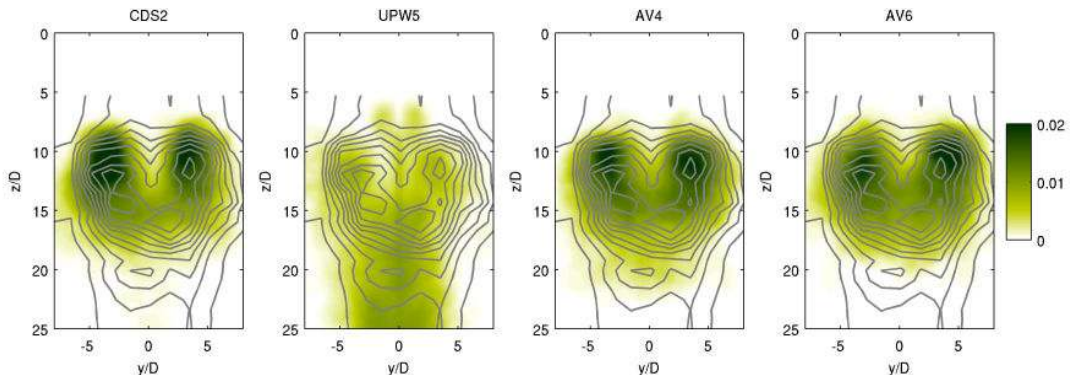 CDS2 UPW5 AV4 AV6
0 0 0 0
5 5 5 5
0.02
10 10 10 10
z/D z/D z/D z/D
0.01
15 15 15 15
0
20 20 20 20
25 25 25 25
-5 0 5 -5 0 5 -5 0 5 -5 0 5
y/D y/D y/D y/D